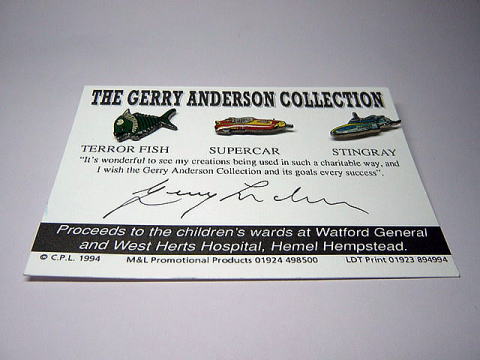 THE GERRY ANDERSON COLLECTION
TERROR FISH SUPERCAR STINGRAY
"It's wonderful to see my creations being used in such a charitable way, and
I wish the Gerry Anderson Collection and its goals every success".
Gerry Anderson
Proceeds to the children's wards at Watford General
and West Herts Hospital, Hemel Hempstead.
© C.P.L. 1994 M&L Promotional Products 01924 498500 LDT Print 01923 894994